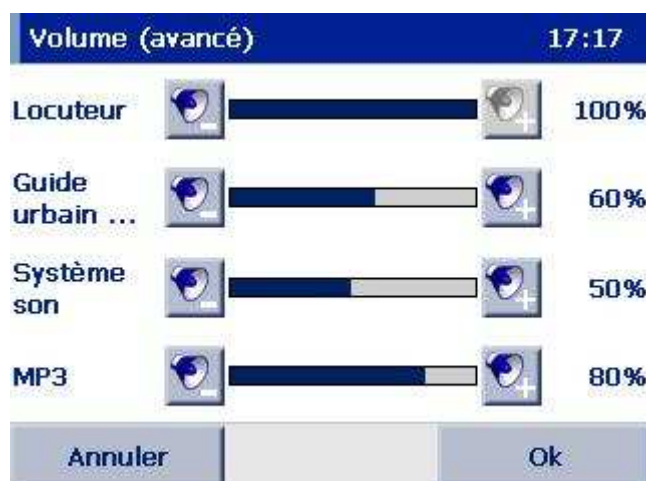 Volume (avancé) 17:17
Locuteur 100%
Guide
urbain ... 60%
Système
son 50%
MP3 80%
Annuler Ok